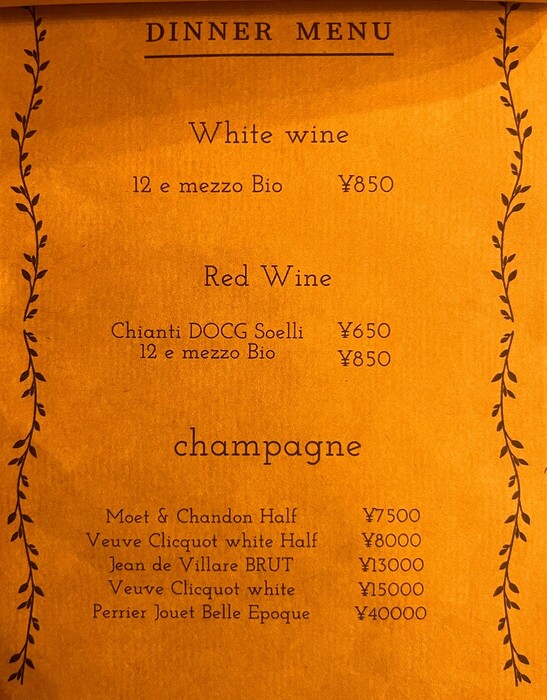 DINNER MENU
White wine
12 e mezzo Bio ¥850
Red Wine
Chianti DOCG Soelli ¥650
12 e mezzo Bio ¥850
champagne
Moet & Chandon Half ¥7500
Veuve Clicquot white Half ¥8000
Jean de Villare BRUT ¥13000
Veuve Clicquot white ¥15000
Perrier Jouet Belle Epoque ¥40000